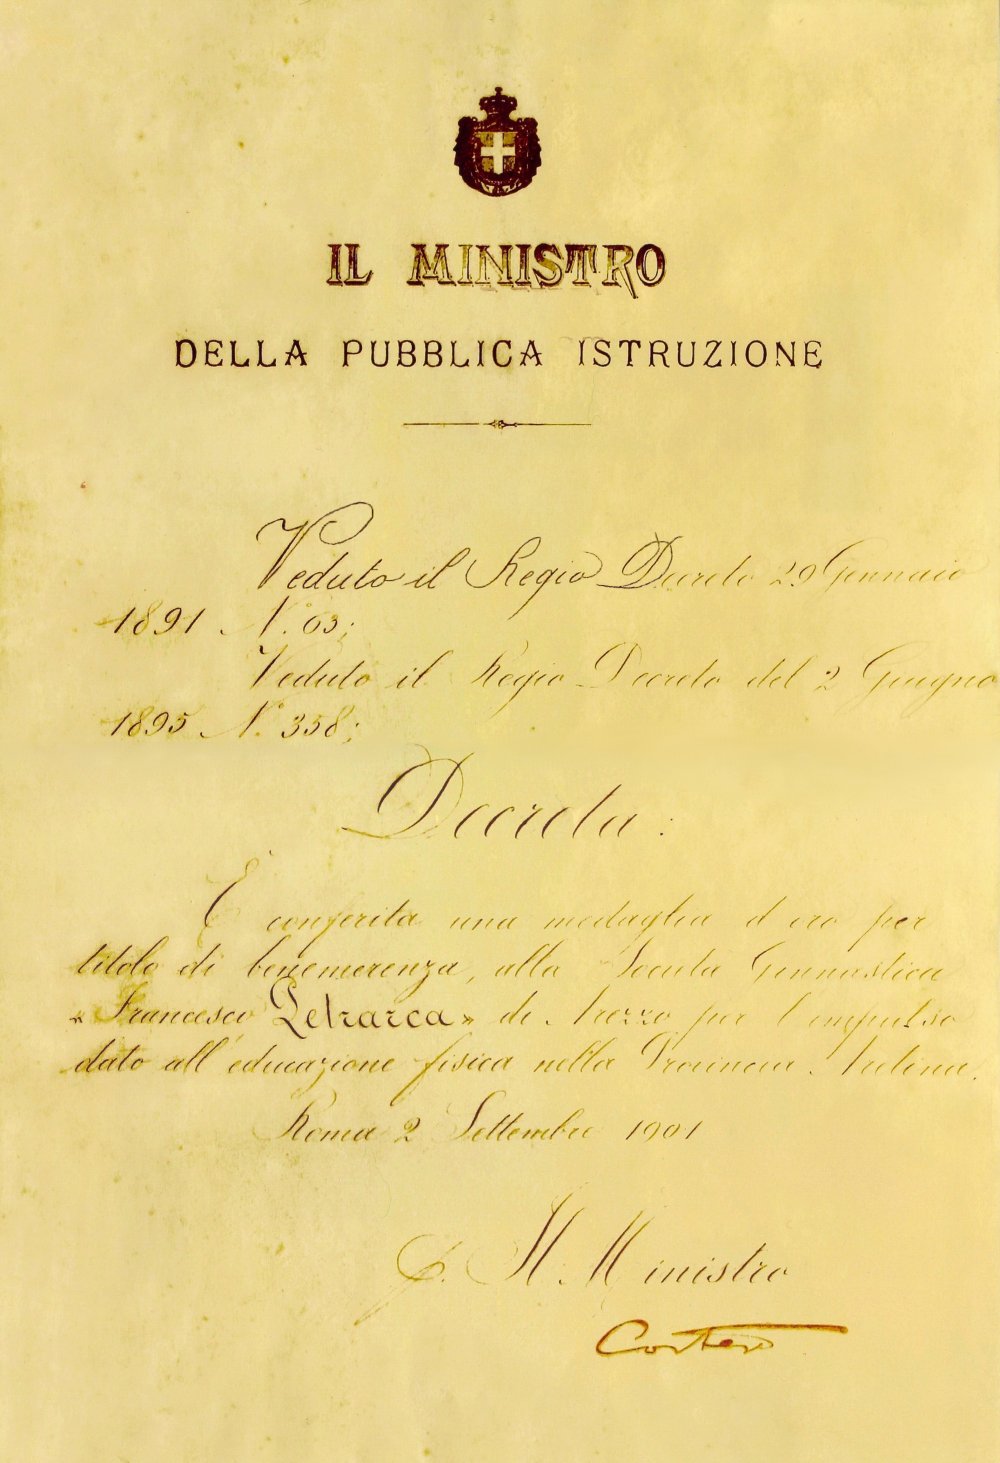 IL MINISTRO
DELLA PUBBLICA ISTRUZIONE
Veduto il Regio Decreto 29 Gennaio
1891 N.° 63;
Veduto il Regio Decreto del 2 Giugno
1895 N.° 358;
Decreta:
È conferita una medaglia d'oro per
titolo di benemerenza, alla Società Ginnastica
"Francesco Petrarca" di Arezzo per l'impulso
dato all'educazione fisica nella Provincia Aretina.
Roma 2 Settembre 1901
p. Il Ministro
Cortese